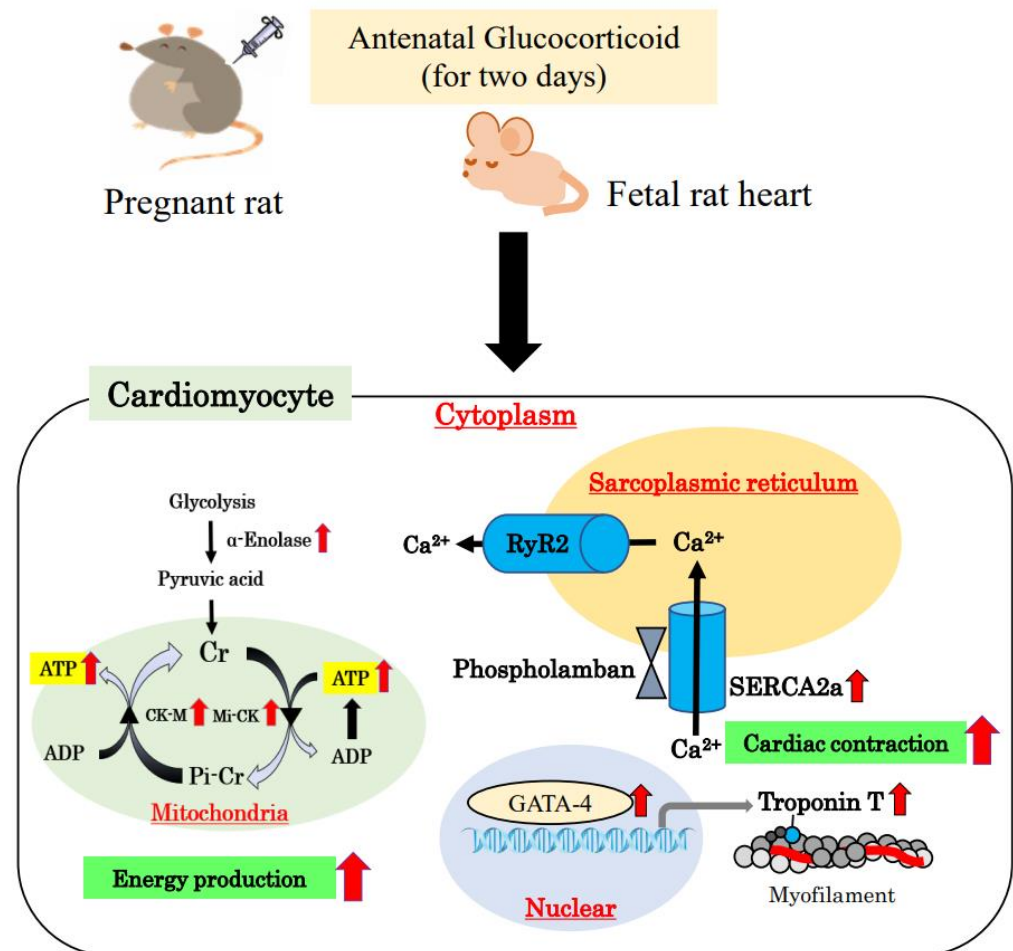 Antenatal Glucocorticoid
(for two days)
Pregnant rat
Fetal rat heart
Cardiomyocyte
Cytoplasm
Glycolysis
α-Enolase
Pyruvic acid
Cr
ATP
ATP
CK-M
Mi-CK
ADP
ADP
Pi-Cr
Mitochondria
Energy production
Sarcoplasmic reticulum
Ca²⁺
RyR2
Ca²⁺
Phospholamban
SERCA2a
Ca²⁺
Cardiac contraction
GATA-4
Troponin T
Myofilament
Nuclear